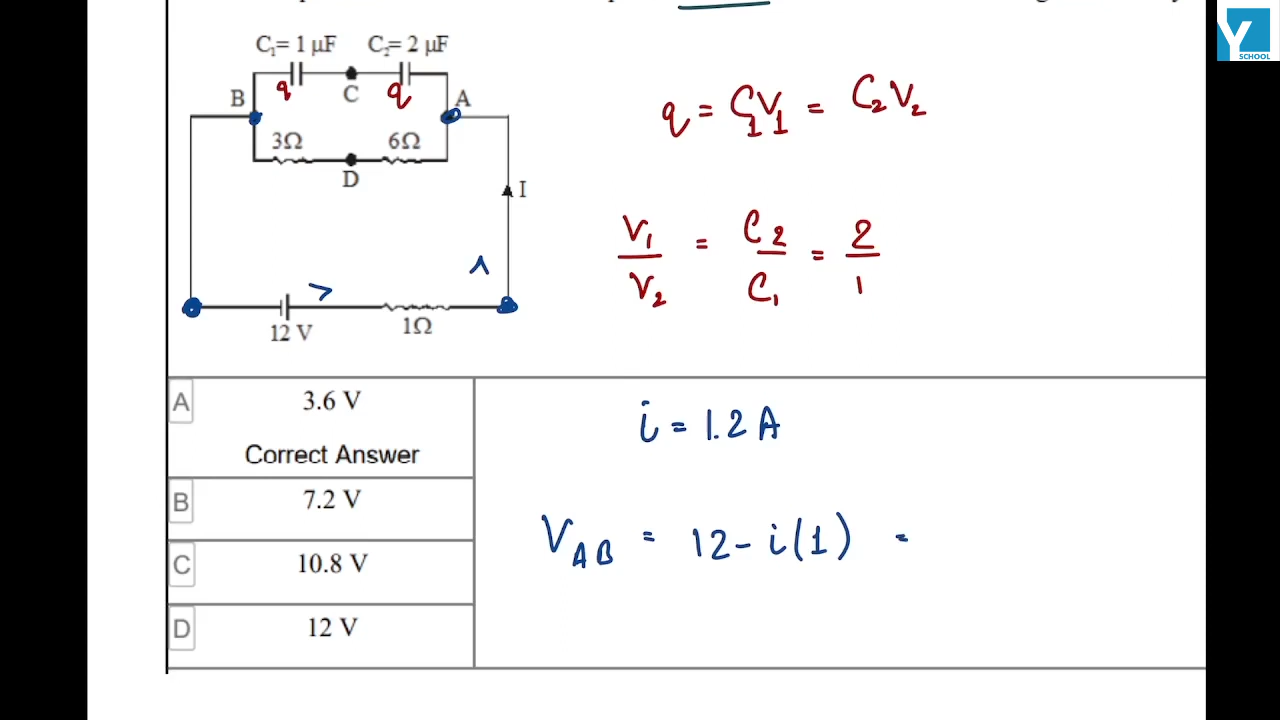 Y
SCHOOL
C₁= 1 μF C₂= 2 μF
q q
B C A
3Ω 6Ω
D
I
12 V 1Ω
q = C₁V₁ = C₂V₂
V₁/V₂ = C₂/C₁ = 2/1
A 3.6 V
Correct Answer
B 7.2 V
C 10.8 V
D 12 V
i = 1.2 A
V_AB = 12 - i(1) =